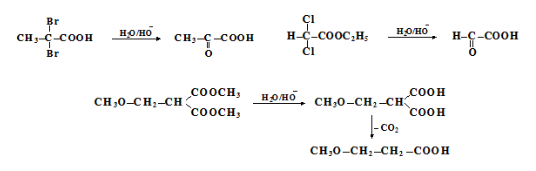 Br Cl
CH₃–C–COOH H₂O/HO⁻ CH₃–C–COOH H–C–COOC₂H₅ H₂O/HO⁻ H–C–COOH
Br O Cl O
CH₃O–CH₂–CH COOCH₃ COOCH₃ H₂O/HO⁻ CH₃O–CH₂–CH COOH COOH
– CO₂
CH₃O–CH₂–CH₂–COOH